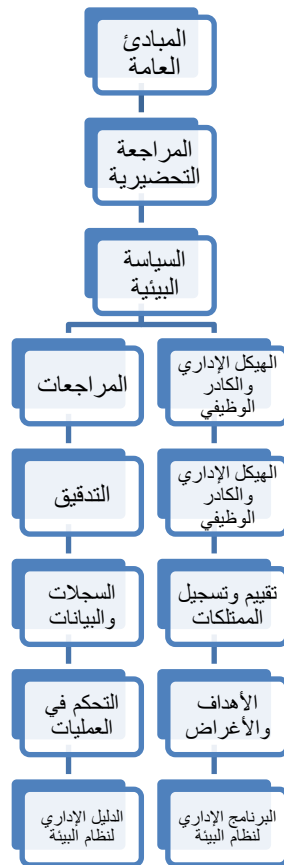 المبادئ
العامة
المراجعة
التحضيرية
السياسة
البيئية
الهيكل الإداري
والكادر
الوظيفي
الهيكل الإداري
والكادر
الوظيفي
تقييم وتسجيل
الممتلكات
الأهداف
والأغراض
البرنامج الإداري
لنظام البيئة
المراجعات
التدقيق
السجلات
والبيانات
التحكم في
العمليات
الدليل الإداري
لنظام البيئة